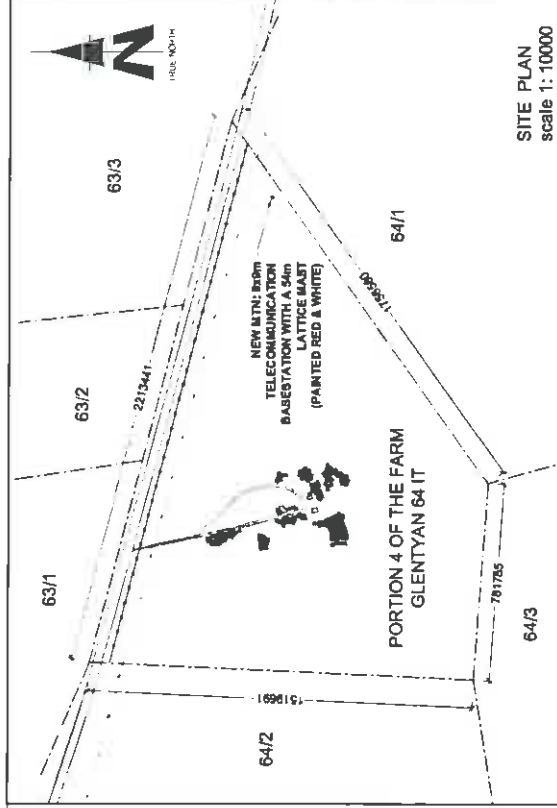 TRUE NORTH
63/3
63/2
63/1
2213441
NEW MTN: 8x9m
TELECOMMUNICATION
BASESTATION WITH A 54m
LATTICE MAST
(PAINTED RED & WHITE)
64/1
PORTION 4 OF THE FARM
GLENTYAN 64 IT
64/2
781785
64/3
SITE PLAN
scale 1: 10000